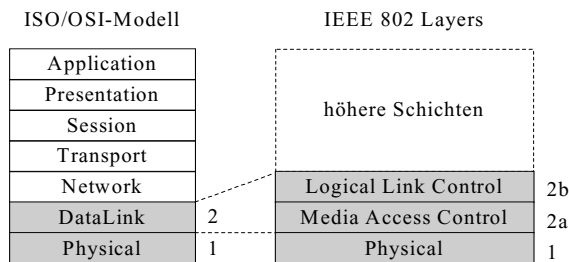 ISO/OSI-Modell
Application
Presentation
Session
Transport
Network
DataLink 2
Physical 1
IEEE 802 Layers
höhere Schichten
Logical Link Control 2b
Media Access Control 2a
Physical 1